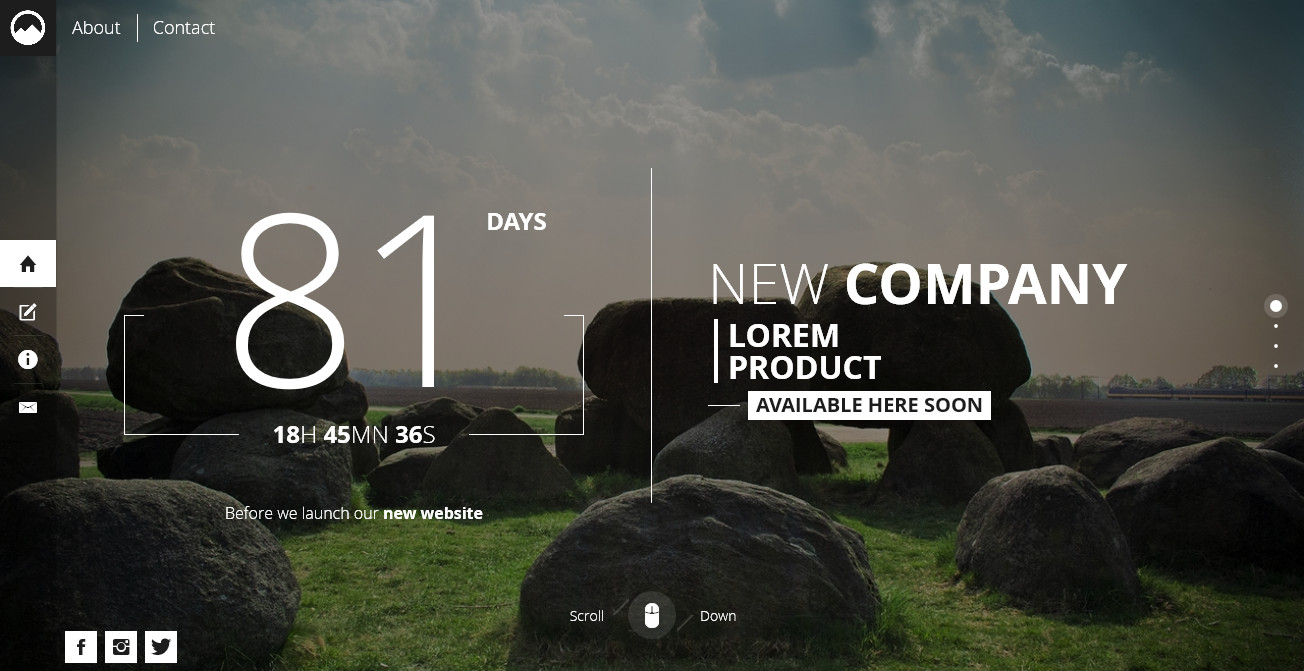 About
Contact
81
DAYS
18H 45MN 36S
Before we launch our new website
NEW COMPANY
LOREM
PRODUCT
AVAILABLE HERE SOON
Scroll
Down